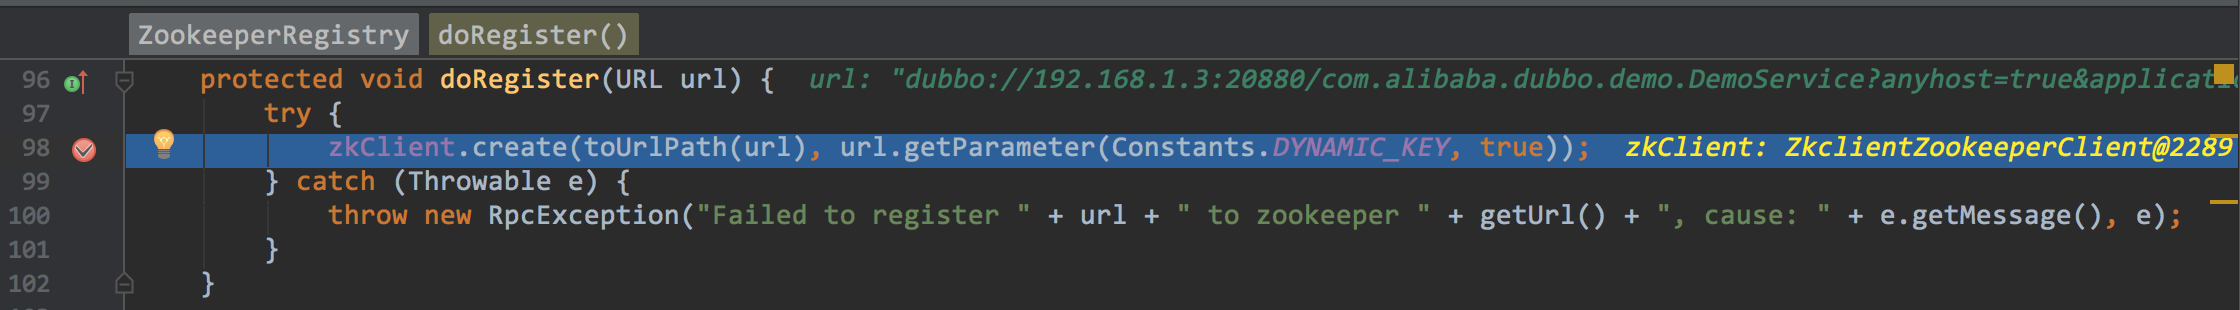 ZookeeperRegistry doRegister()
96 protected void doRegister(URL url) { url: "dubbo://192.168.1.3:20880/com.alibaba.dubbo.demo.DemoService?anyhost=true&applicati
97 try {
98 zkClient.create(toUrlPath(url), url.getParameter(Constants.DYNAMIC_KEY, true)); zkClient: ZkclientZookeeperClient@2289
99 } catch (Throwable e) {
100 throw new RpcException("Failed to register " + url + " to zookeeper " + getUrl() + ", cause: " + e.getMessage(), e);
101 }
102 }